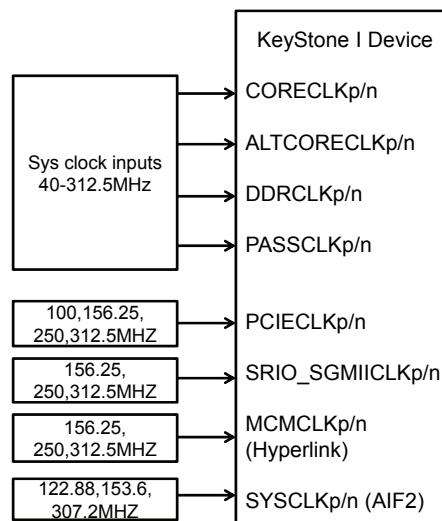 KeyStone I Device
Sys clock inputs
40-312.5MHz
CORECLKp/n
ALTCORECLKp/n
DDRCLKp/n
PASSCLKp/n
100,156.25,
250,312.5MHZ
PCIECLKp/n
156.25,
250,312.5MHZ
SRIO_SGMIICLKp/n
156.25,
250,312.5MHZ
MCMCLKp/n
(Hyperlink)
122.88,153.6,
307.2MHZ
SYSCLKp/n (AIF2)